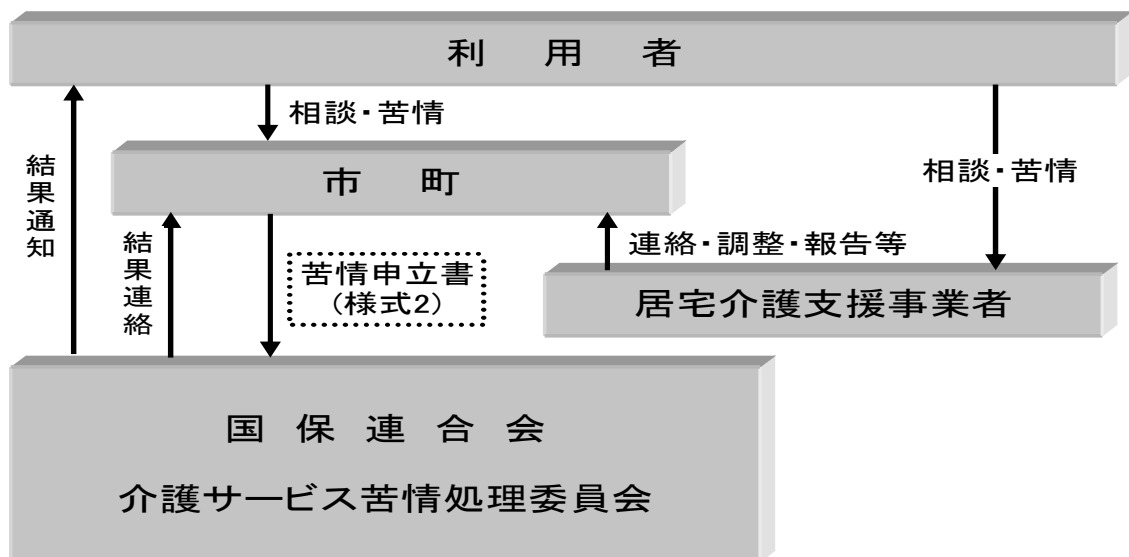 利用者
相談・苦情
市町
相談・苦情
結果通知
結果連絡
苦情申立書
(様式2)
連絡・調整・報告等
居宅介護支援事業者
国保連合会
介護サービス苦情処理委員会